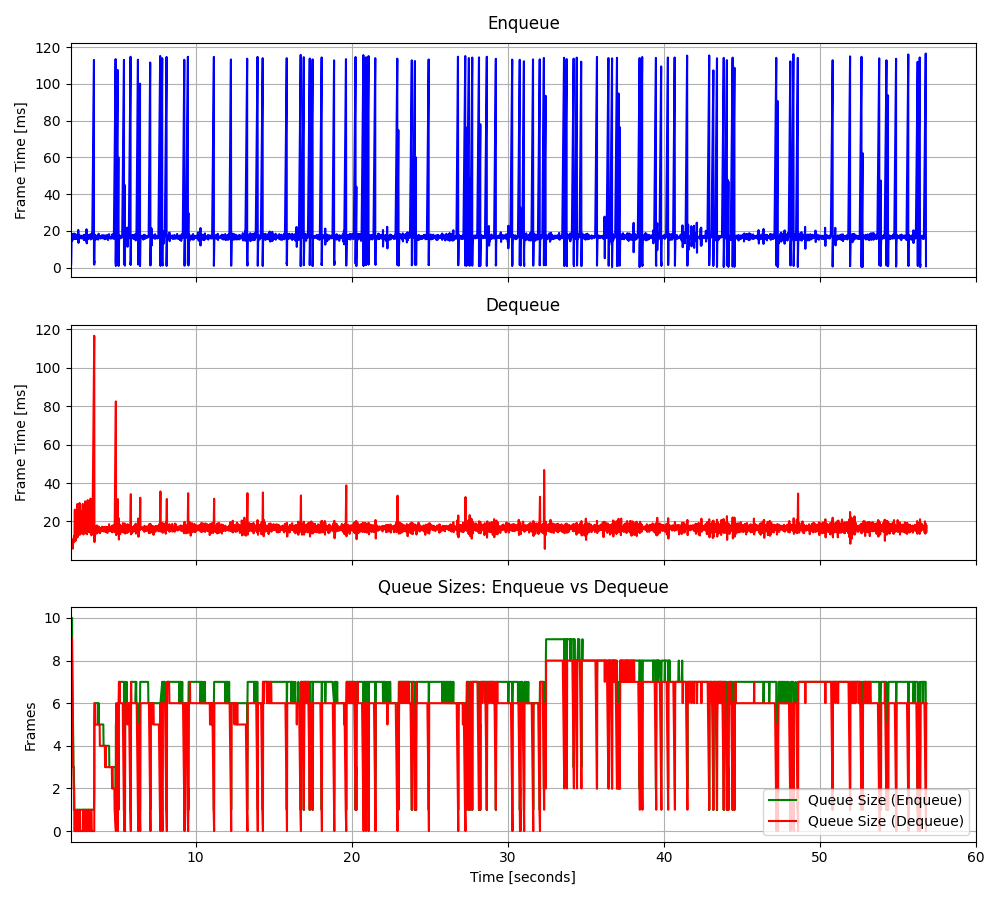 Enqueue
120
100
80
60
40
20
0
Frame Time [ms]
Dequeue
120
100
80
60
40
20
Frame Time [ms]
Queue Sizes: Enqueue vs Dequeue
10
8
6
4
2
0
Frames
Queue Size (Enqueue)
Queue Size (Dequeue)
10 20 30 40 50 60
Time [seconds]